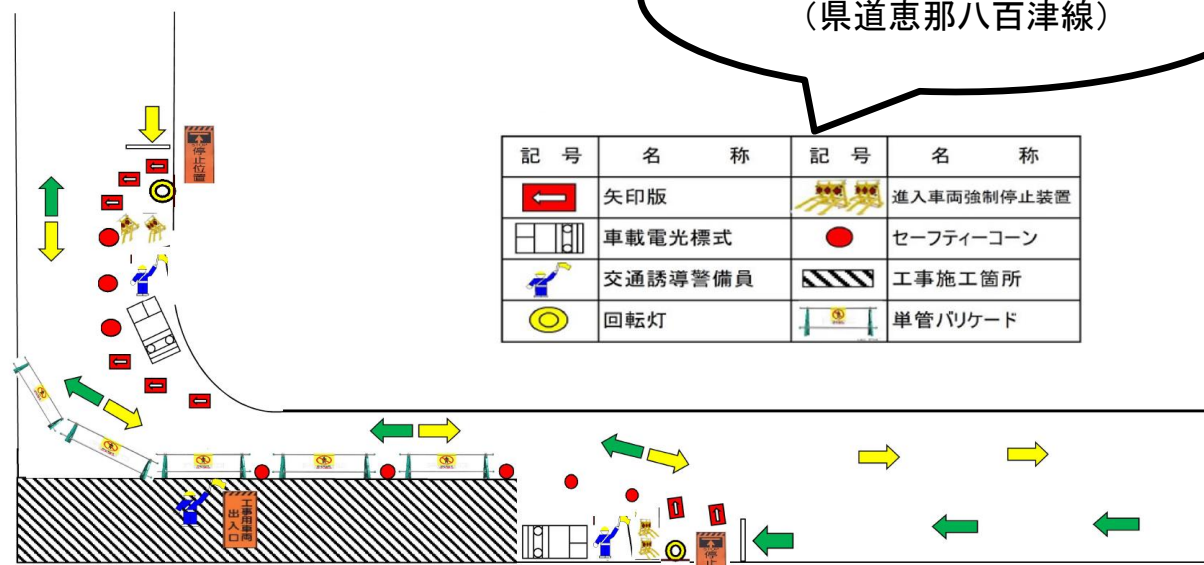 （県道恵那八百津線）
記　号　名　　称　記　号　名　　称
矢印版　進入車両強制停止装置
車載電光標式　セーフティーコーン
交通誘導警備員　工事施工箇所
回転灯　単管バリケード
STOP
停止位置
工事用車両
出入口
停止